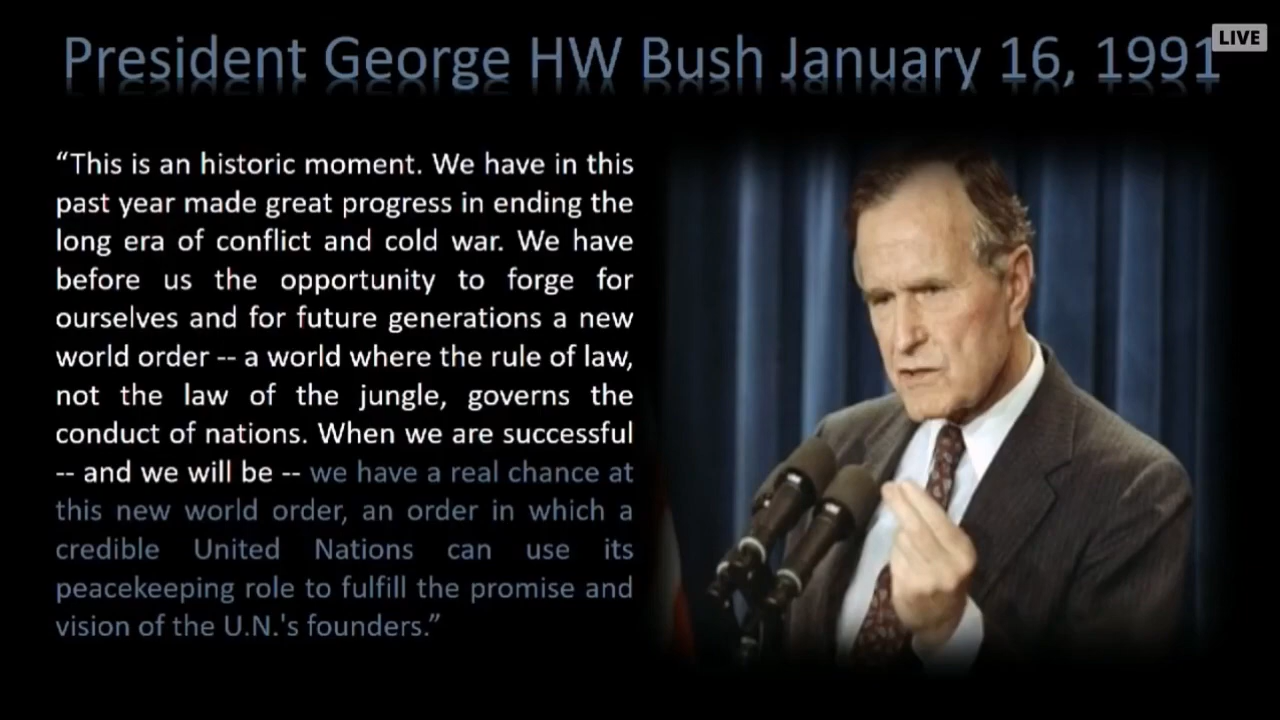 President George HW Bush January 16, 1991
LIVE
“This is an historic moment. We have in this
past year made great progress in ending the
long era of conflict and cold war. We have
before us the opportunity to forge for
ourselves and for future generations a new
world order -- a world where the rule of law,
not the law of the jungle, governs the
conduct of nations. When we are successful
-- and we will be -- we have a real chance at
this new world order, an order in which a
credible United Nations can use its
peacekeeping role to fulfill the promise and
vision of the U.N.'s founders.”